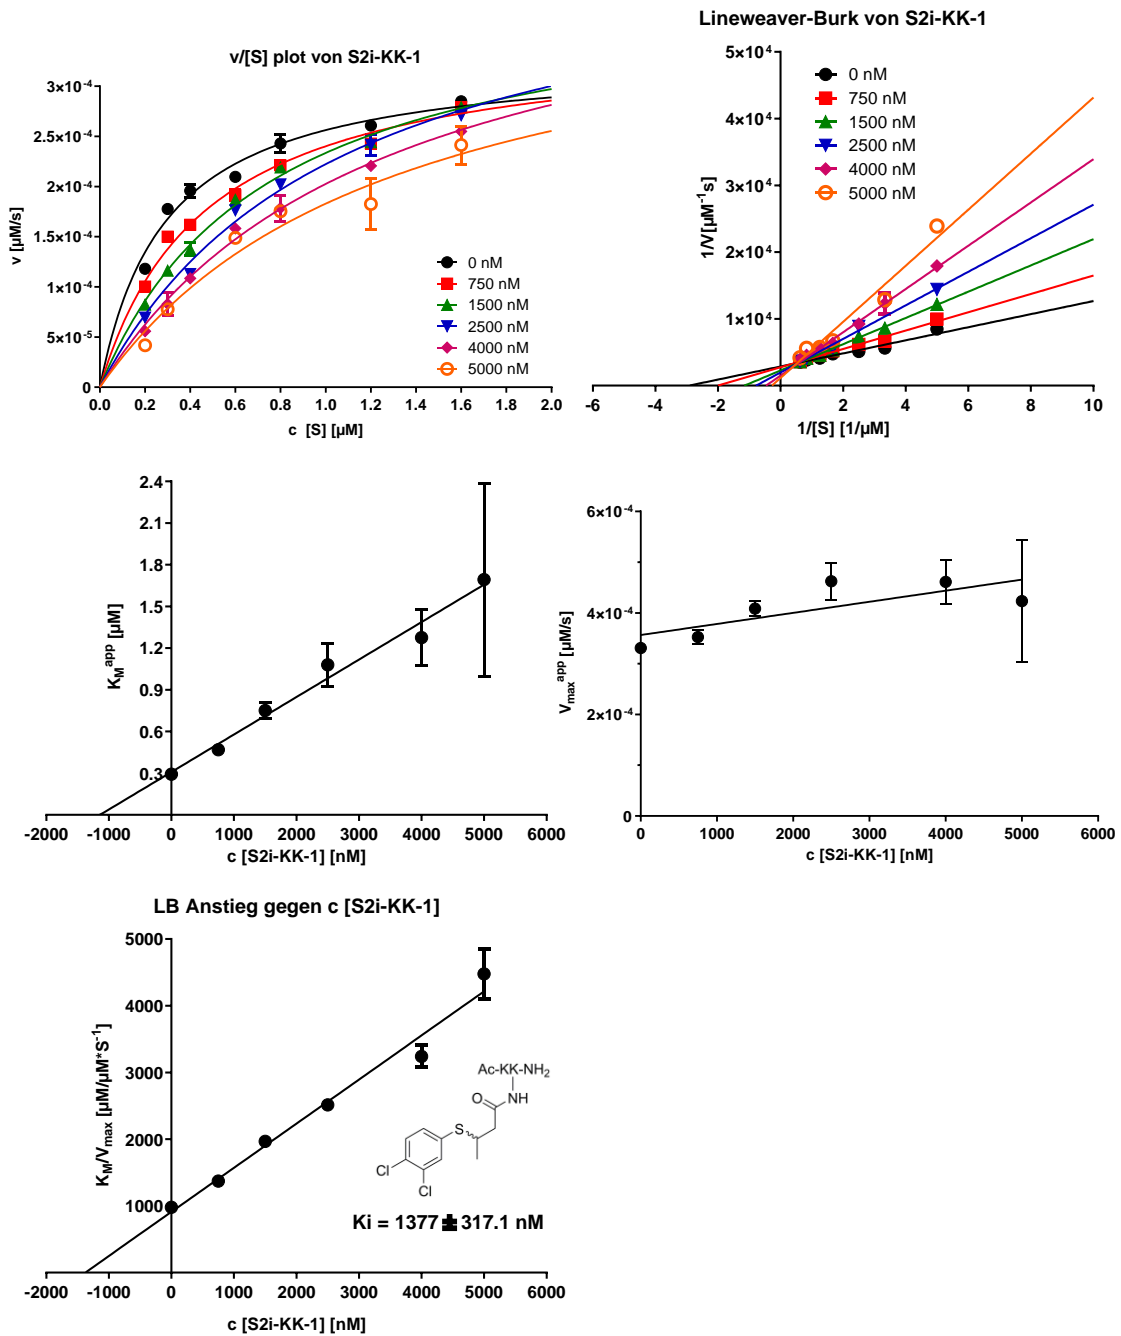 v/[S] plot von S2i-KK-1
3×10⁻⁴
2.5×10⁻⁴
2×10⁻⁴
1.5×10⁻⁴
1×10⁻⁴
5×10⁻⁵
0
v [µM/s]
0 nM
750 nM
1500 nM
2500 nM
4000 nM
5000 nM
0.0 0.2 0.4 0.6 0.8 1.0 1.2 1.4 1.6 1.8 2.0
c [S] [µM]
Lineweaver-Burk von S2i-KK-1
5×10⁴
4×10⁴
3×10⁴
2×10⁴
1×10⁴
1/V[µM⁻¹s]
0 nM
750 nM
1500 nM
2500 nM
4000 nM
5000 nM
-6 -4 -2 0 2 4 6 8 10
1/[S] [1/µM]
2.4
2.1
1.8
1.5
1.2
0.9
0.6
0.3
K_M^app [µM]
-2000 -1000 0 1000 2000 3000 4000 5000 6000
c [S2i-KK-1] [nM]
6×10⁻⁴
4×10⁻⁴
2×10⁻⁴
0
V_max^app [µM/s]
0 1000 2000 3000 4000 5000 6000
c [S2i-KK-1] [nM]
LB Anstieg gegen c [S2i-KK-1]
5000
4000
3000
2000
1000
K_M/V_max [µM/µM*S⁻¹]
Ac-KK-NH₂
O
NH
S
Cl
Cl
Ki = 1377 ± 317.1 nM
-2000 -1000 0 1000 2000 3000 4000 5000 6000
c [S2i-KK-1] [nM]